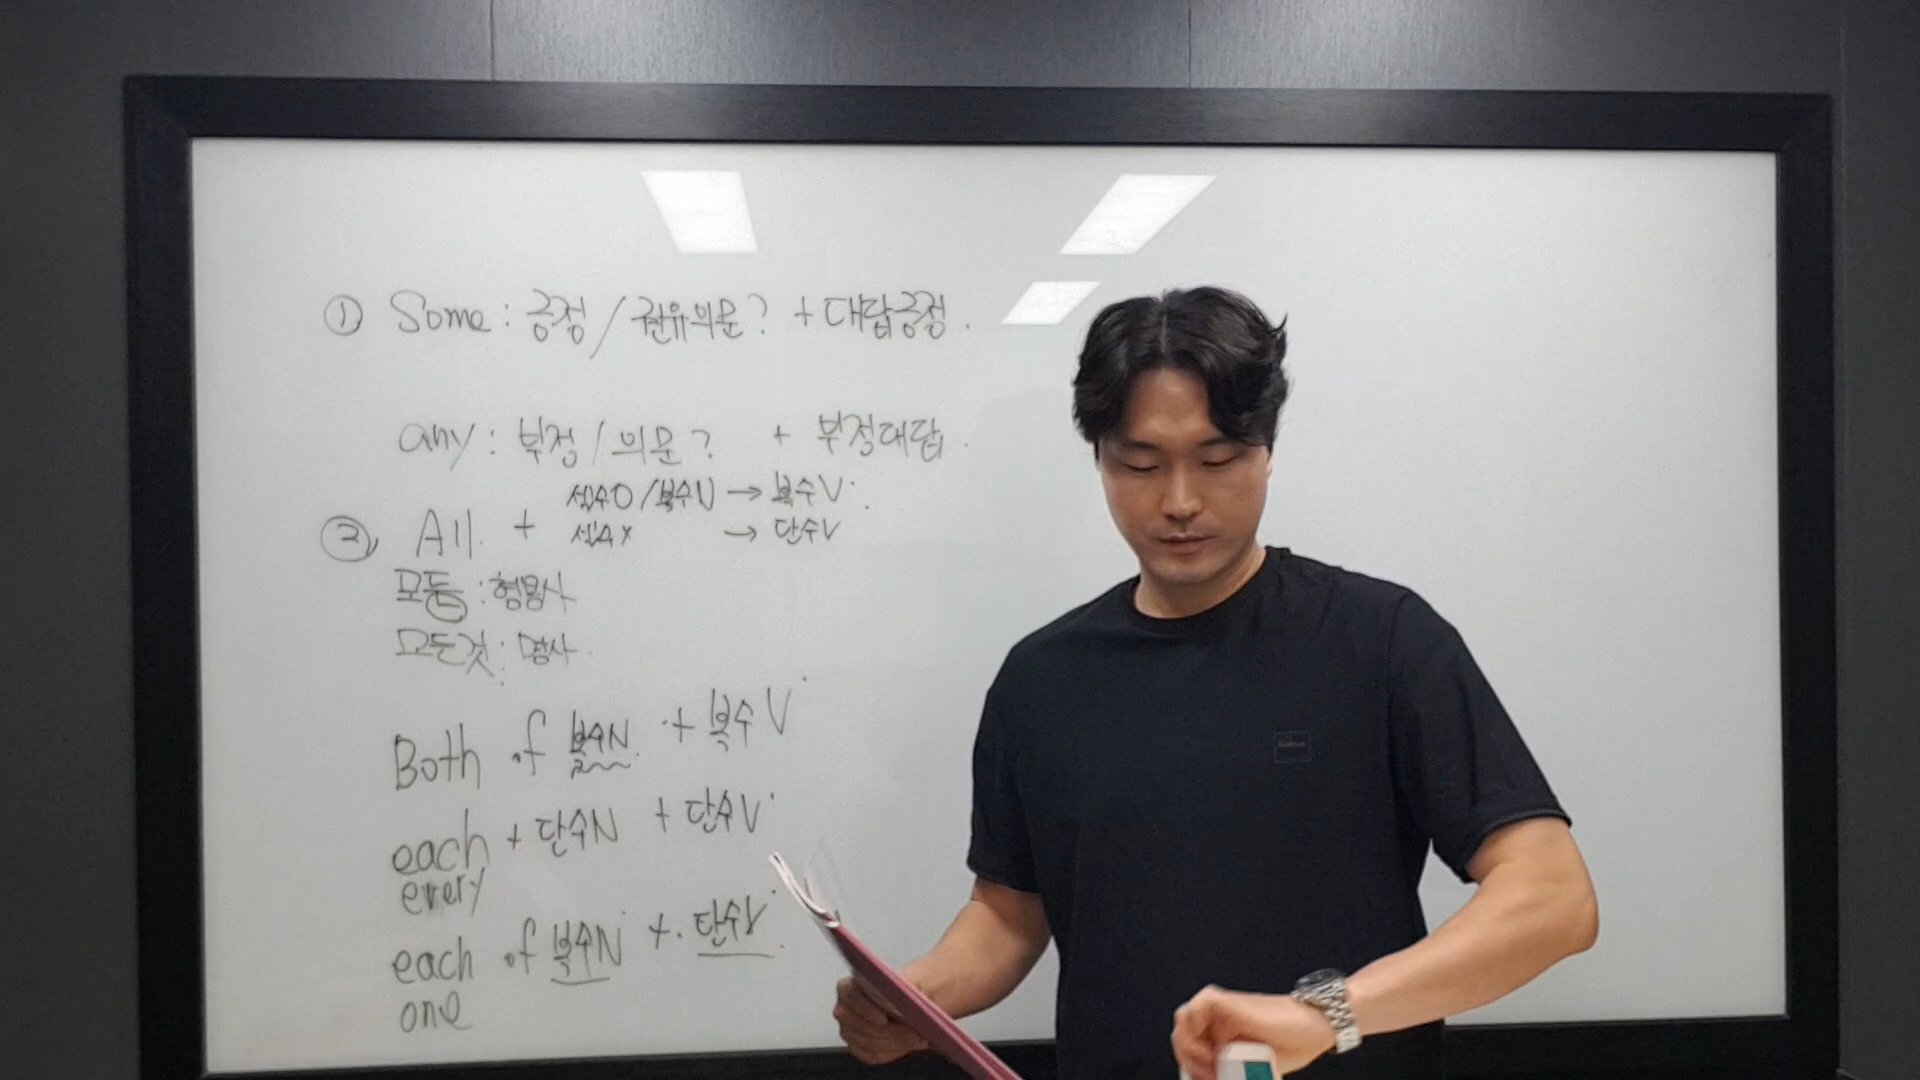 ① Some : 긍정 / 권유의문? + 대답긍정.
any : 부정 / 의문? + 부정대답.
② All. + 셀수O / 복수N → 복수V.
셀수X → 단수V
모든 : 형용사
모든것 : 명사.
Both of 복수N. + 복수V
each + 단수N + 단수V
every
each of 복수N + 단수V.
one